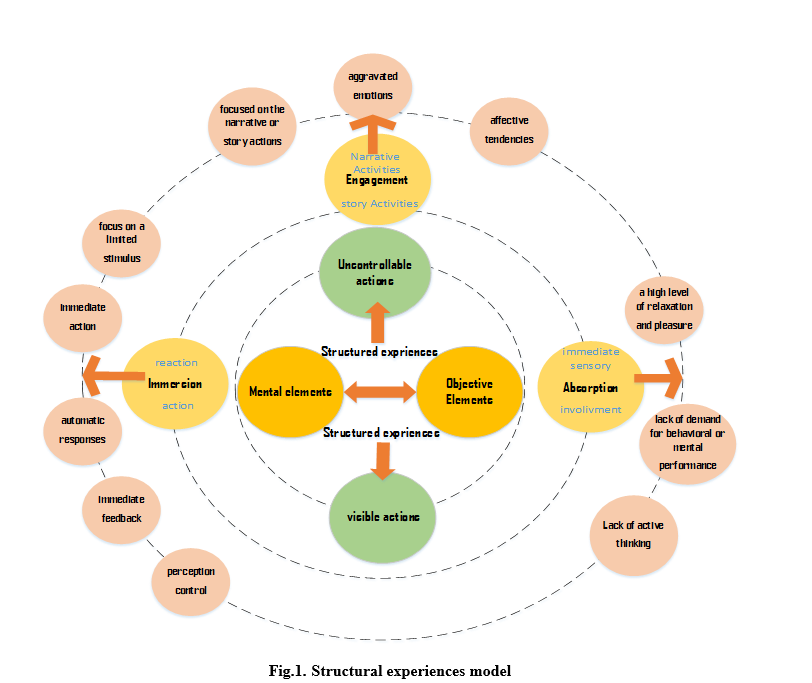 aggravated
emotions
focused on the
narrative or
story actions
affective
tendencies
Narrative
Activities
Engagement
story Activities
focus on a
limited
stimulus
Uncontrollable
actions
immediate
action
a high level
of relaxation
and pleasure
Structured expriences
reaction
Immersion
action
Mental elements
Objective
Elements
immediate
sensory
Absorption
involivment
automatic
responses
Structured expriences
lack of demand
for behavioral or
mental
performance
immediate
feedback
visible actions
Lack of active
thinking
perception
control
Fig.1. Structural experiences model